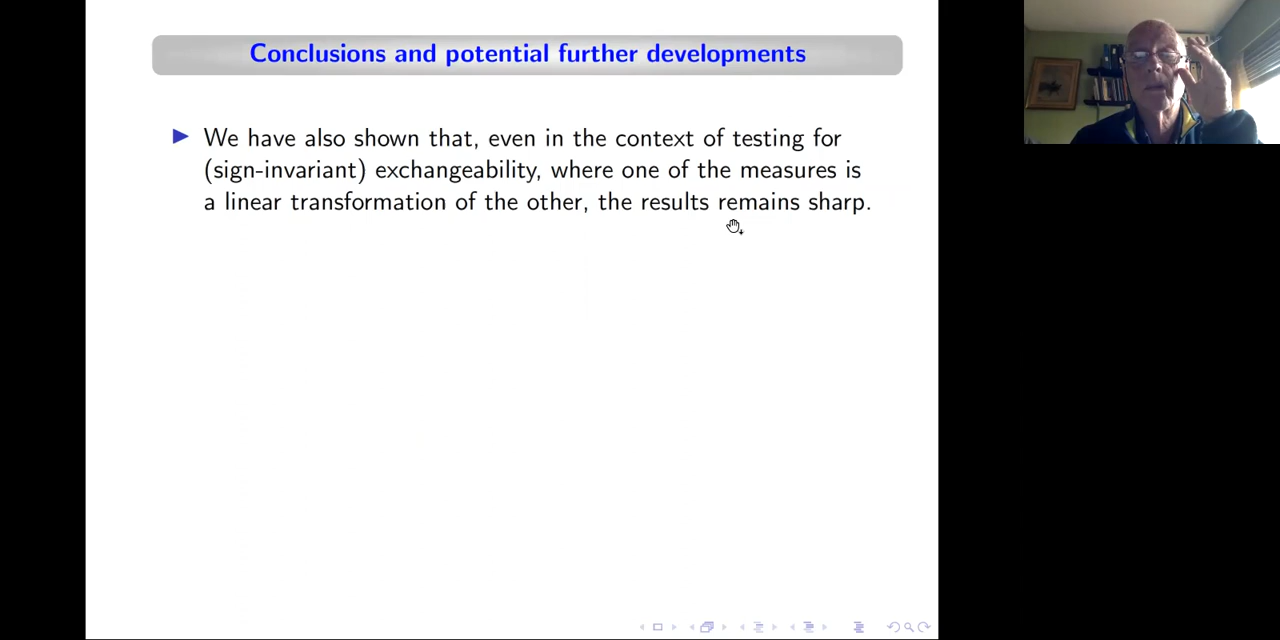 Conclusions and potential further developments
We have also shown that, even in the context of testing for
(sign-invariant) exchangeability, where one of the measures is
a linear transformation of the other, the results remains sharp.